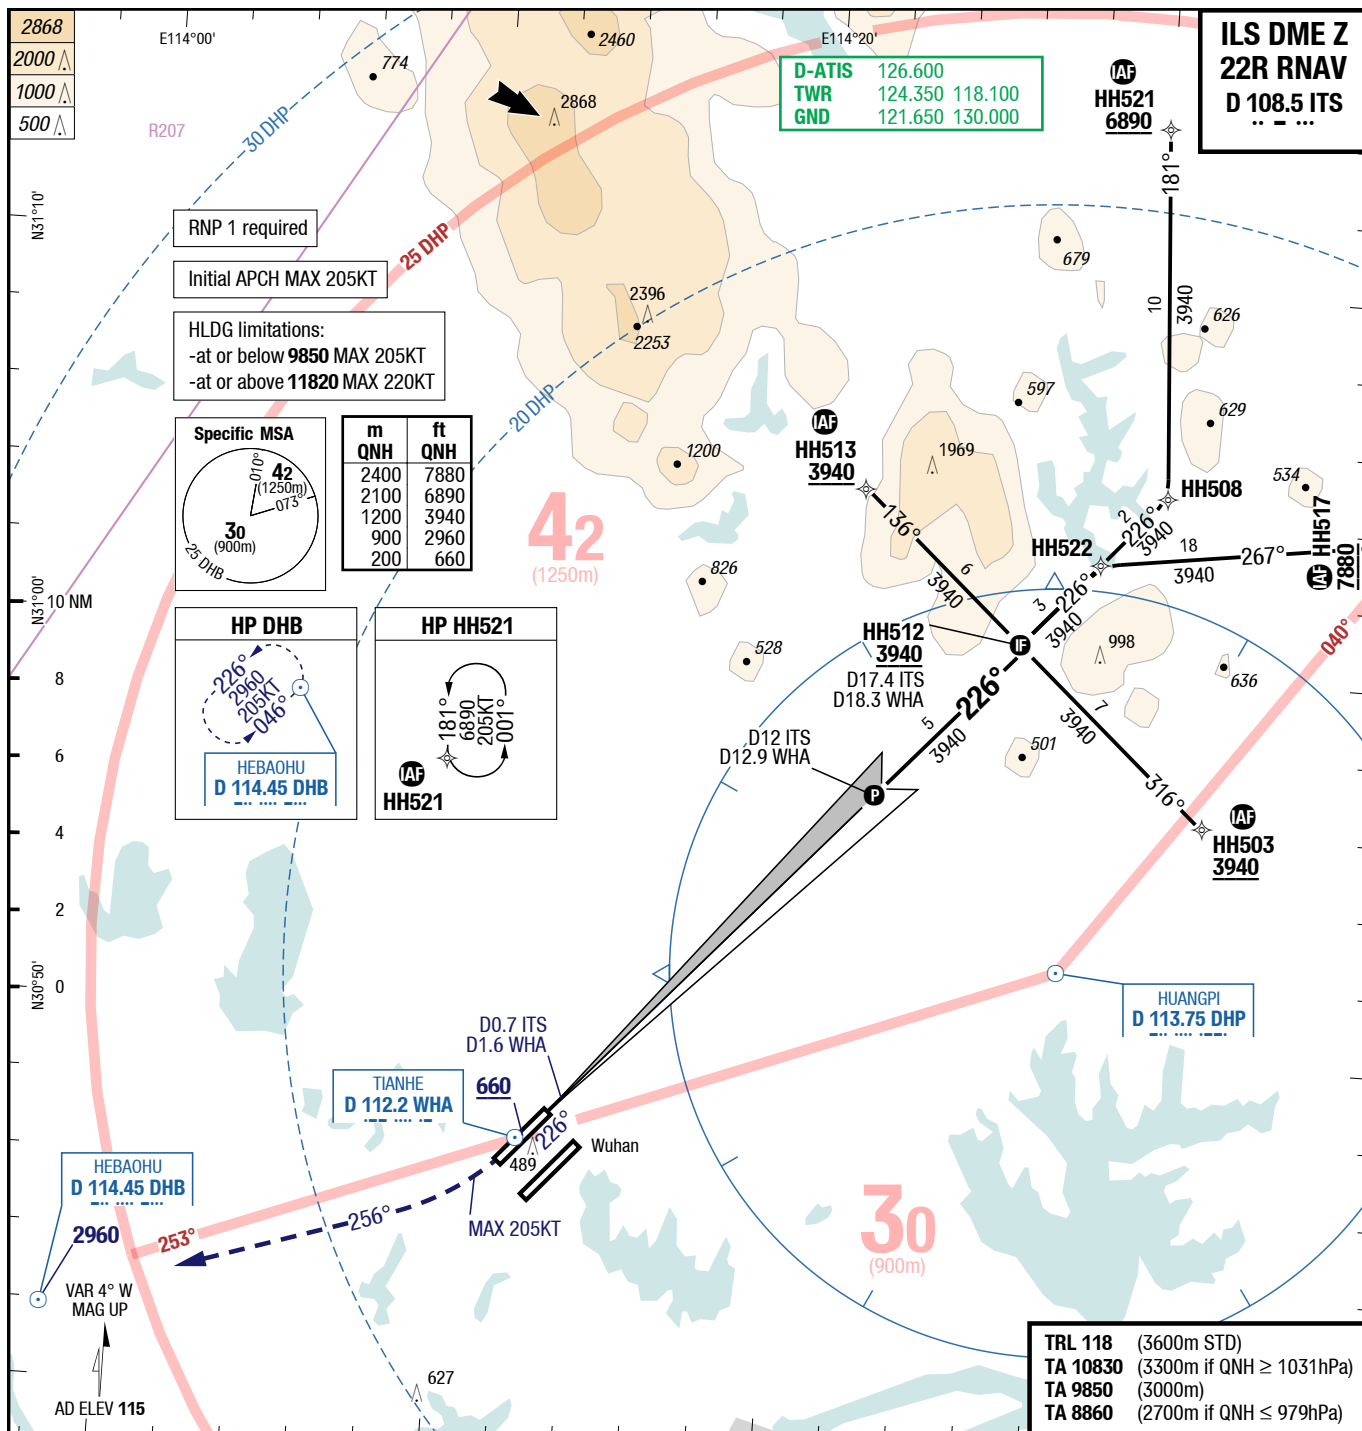 2868
2000
1000
500
E114°00'
E114°20'
774
2460
2868
R207
30 DHP
D-ATIS 126.600
TWR 124.350 118.100
GND 121.650 130.000
IAF
HH521
6890
ILS DME Z
22R RNAV
D 108.5 ITS
181°
10
3940
N31°10'
RNP 1 required
25 DHP
Initial APCH MAX 205KT
HLDG limitations:
-at or below 9850 MAX 205KT
-at or above 11820 MAX 220KT
2396
2253
679
626
597
629
20 DHP
Specific MSA
010°
42
(1250m)
073°
30
(900m)
25 DHB
m ft
QNH QNH
2400 7880
2100 6890
1200 3940
900 2960
200 660
IAF
HH513
3940
1200
1969
534
HH508
42
(1250m)
136°
6
3940
2
226°
3940
HH522
18
3940
267°
IAF HH517
7880
826
N31°00'
10 NM
8
6
4
2
0
N30°50'
HP DHB
226°
2960
205KT
046°
HEBAOHU
D 114.45 DHB
HP HH521
181°
6890
205KT
001°
IAF
HH521
528
HH512
3940
D17.4 ITS
D18.3 WHA
3
226°
3940
IF
998
636
040°
226°
5
3940
7
3940
D12 ITS
D12.9 WHA
P
501
316°
IAF
HH503
3940
HUANGPI
D 113.75 DHP
D0.7 ITS
D1.6 WHA
TIANHE
D 112.2 WHA
660
226°
489
Wuhan
HEBAOHU
D 114.45 DHB
2960
253°
256°
MAX 205KT
30
(900m)
VAR 4° W
MAG UP
AD ELEV 115
627
TRL 118 (3600m STD)
TA 10830 (3300m if QNH ≥ 1031hPa)
TA 9850 (3000m)
TA 8860 (2700m if QNH ≤ 979hPa)